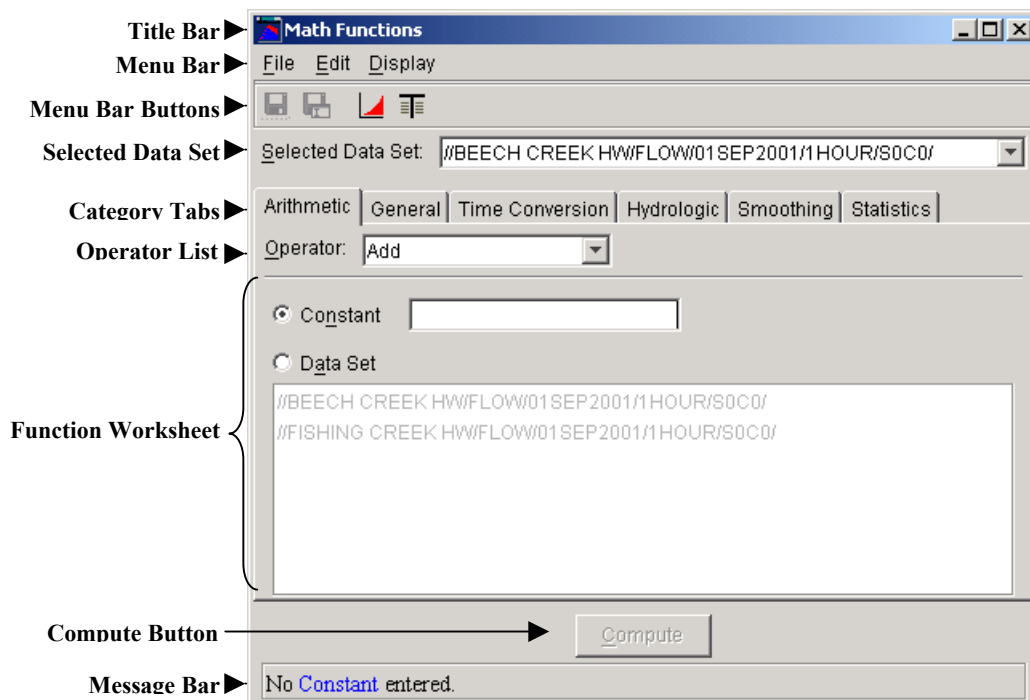 Title Bar
Math Functions
Menu Bar
File Edit Display
Menu Bar Buttons
Selected Data Set
Selected Data Set: //BEECH CREEK HW/FLOW/01SEP2001/1HOUR/S0C0/
Category Tabs
Arithmetic General Time Conversion Hydrologic Smoothing Statistics
Operator List
Operator: Add
Constant
Data Set
//BEECH CREEK HW/FLOW/01SEP2001/1HOUR/S0C0/
//FISHING CREEK HW/FLOW/01SEP2001/1HOUR/S0C0/
Function Worksheet
Compute Button
Compute
Message Bar
No Constant entered.